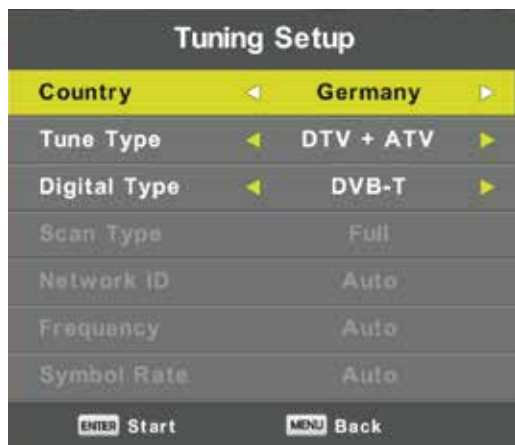 Tuning Setup
Country Germany
Tune Type DTV + ATV
Digital Type DVB-T
Scan Type Full
Network ID Auto
Frequency Auto
Symbol Rate Auto
ENTER Start MENU Back